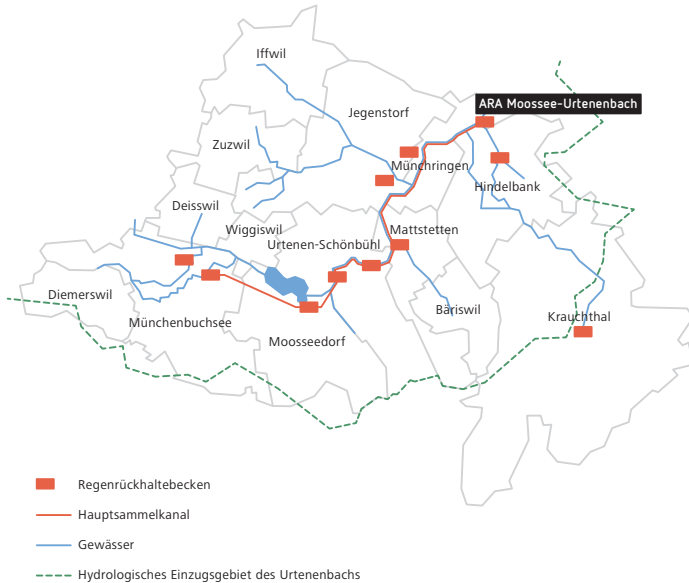 Iffwil
ARA Moossee-Urtenenbach
Jegenstorf
Zuzwil
Münchringen
Hindelbank
Deisswil
Wiggiswil
Mattstetten
Urtenen-Schönbühl
Diemerswil
Bäriswil
Krauchthal
Münchenbuchsee
Moosseedorf
Regenrückhaltebecken
Hauptsammelkanal
Gewässer
Hydrologisches Einzugsgebiet des Urtenenbachs